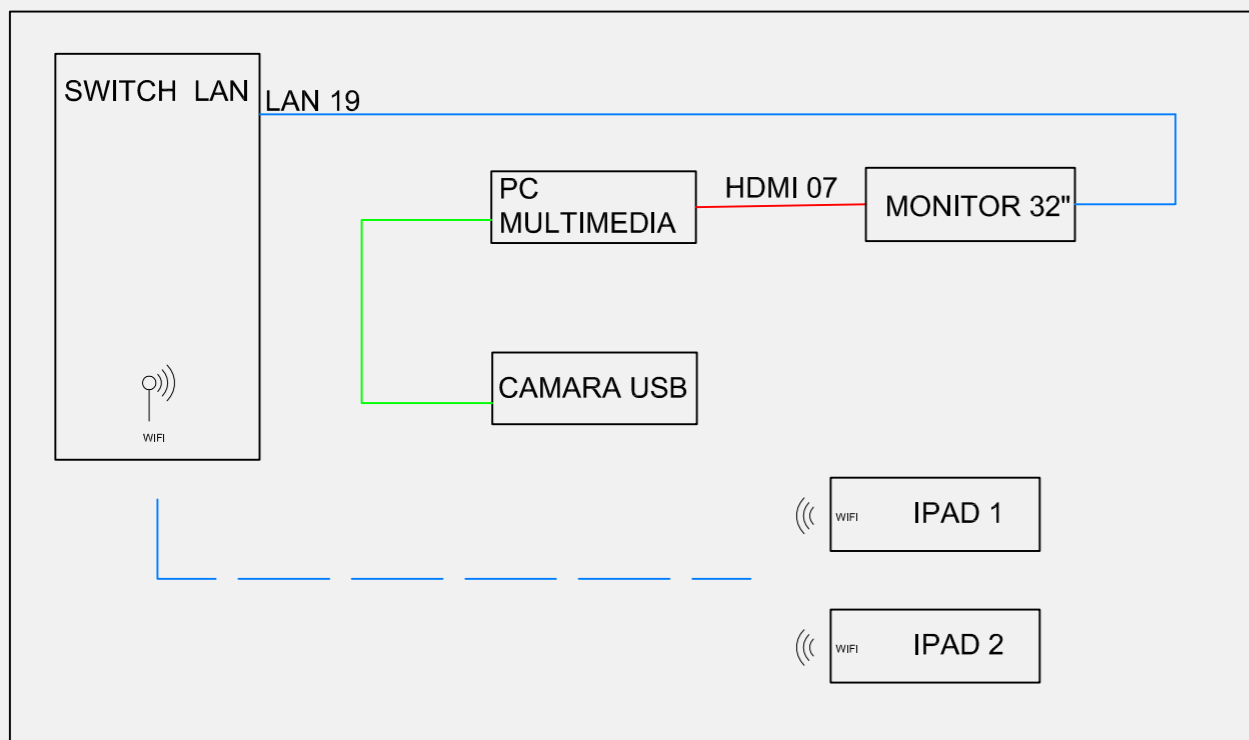 SWITCH LAN
LAN 19
PC
MULTIMEDIA
HDMI 07
MONITOR 32"
CAMARA USB
WIFI
WIFI
IPAD 1
WIFI
IPAD 2